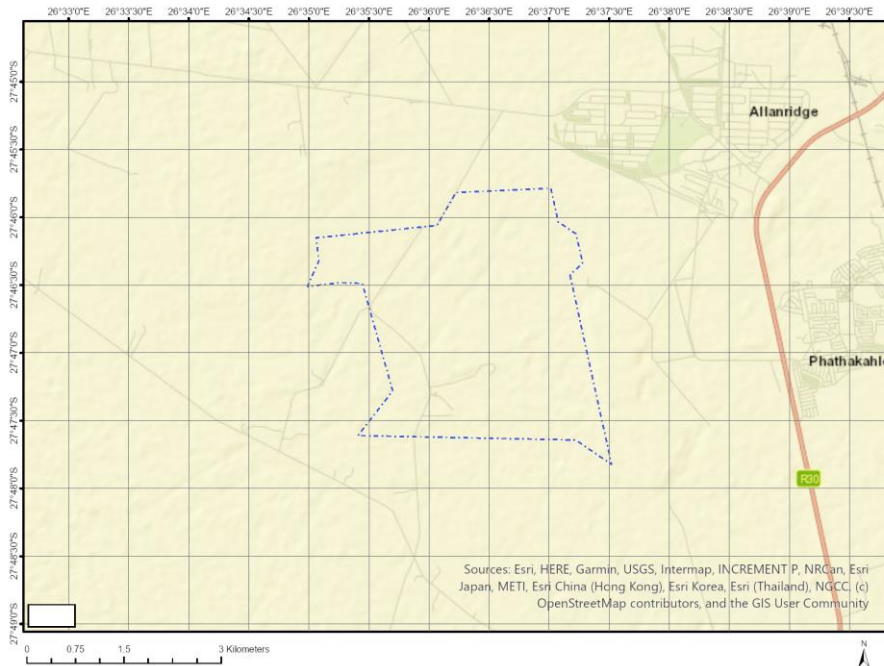 26°33'0"E 26°33'30"E 26°34'0"E 26°34'30"E 26°35'0"E 26°35'30"E 26°36'0"E 26°36'30"E 26°37'0"E 26°37'30"E 26°38'0"E 26°38'30"E 26°39'0"E 26°39'30"E
27°45'0"S
Allanridge
27°45'30"S
27°46'0"S
27°46'30"S
27°47'0"S
Phathakahle
27°47'30"S
R30
27°48'0"S
27°48'30"S
Sources: Esri, HERE, Garmin, USGS, Intermap, INCREMENT P, NRCan, Esri
Japan, METI, Esri China (Hong Kong), Esri Korea, Esri (Thailand), NGCC, (c)
OpenStreetMap contributors, and the GIS User Community
27°49'0"S
0 0.75 1.5 3 Kilometers
N